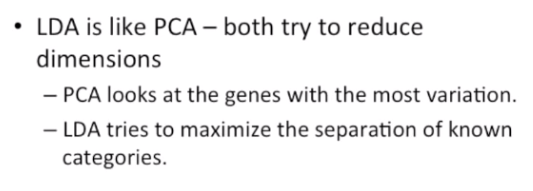 • LDA is like PCA – both try to reduce
dimensions
– PCA looks at the genes with the most variation.
– LDA tries to maximize the separation of known
categories.